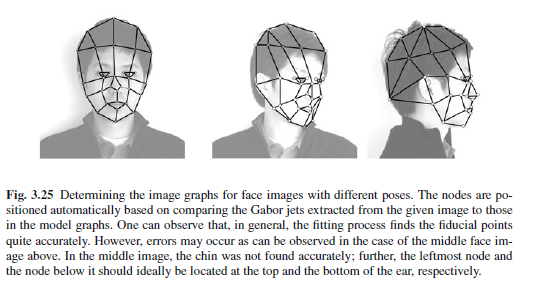 Fig. 3.25 Determining the image graphs for face images with different poses. The nodes are po-
sitioned automatically based on comparing the Gabor jets extracted from the given image to those
in the model graphs. One can observe that, in general, the fitting process finds the fiducial points
quite accurately. However, errors may occur as can be observed in the case of the middle face im-
age above. In the middle image, the chin was not found accurately; further, the leftmost node and
the node below it should ideally be located at the top and the bottom of the ear, respectively.